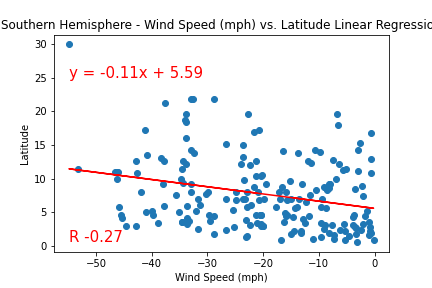 Southern Hemisphere - Wind Speed (mph) vs. Latitude Linear Regressio
30
25
20
15
10
5
0
Latitude
y = -0.11x + 5.59
R -0.27
−50 −40 −30 −20 −10 0
Wind Speed (mph)